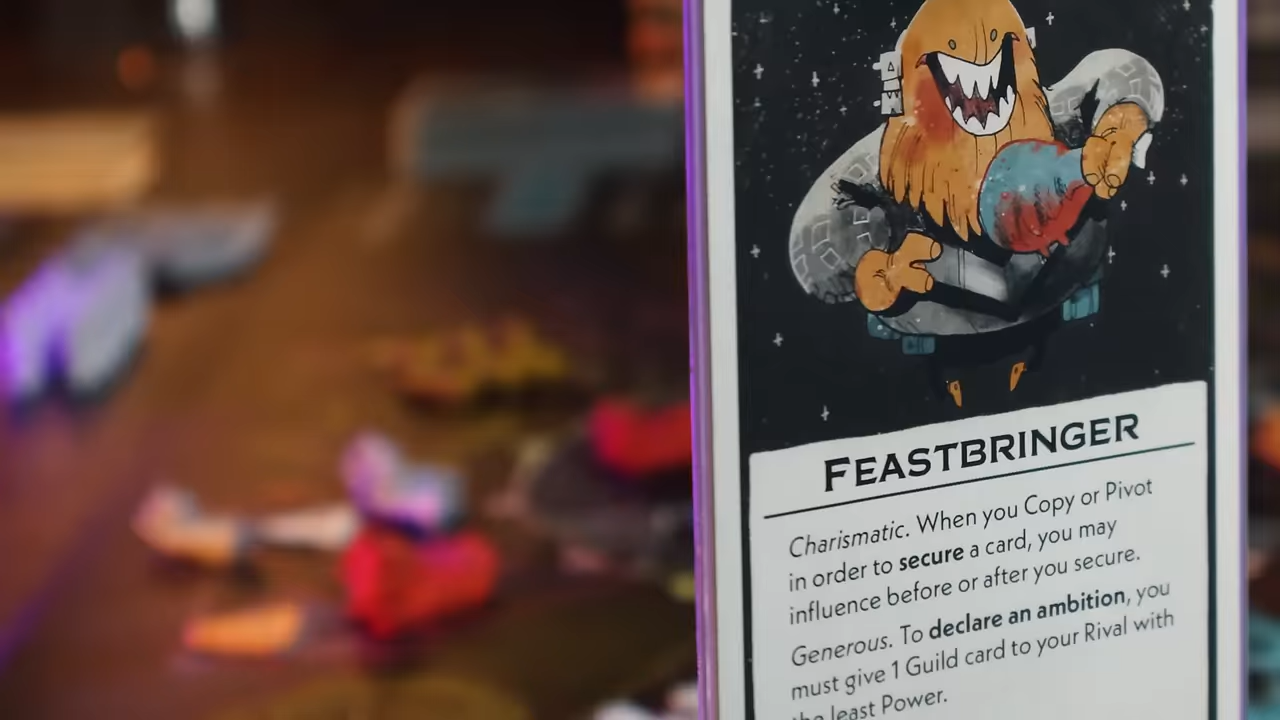 FEASTBRINGER
Charismatic. When you Copy or Pivot
in order to secure a card, you may
influence before or after you secure.
Generous. To declare an ambition, you
must give 1 Guild card to your Rival with
the least Power.